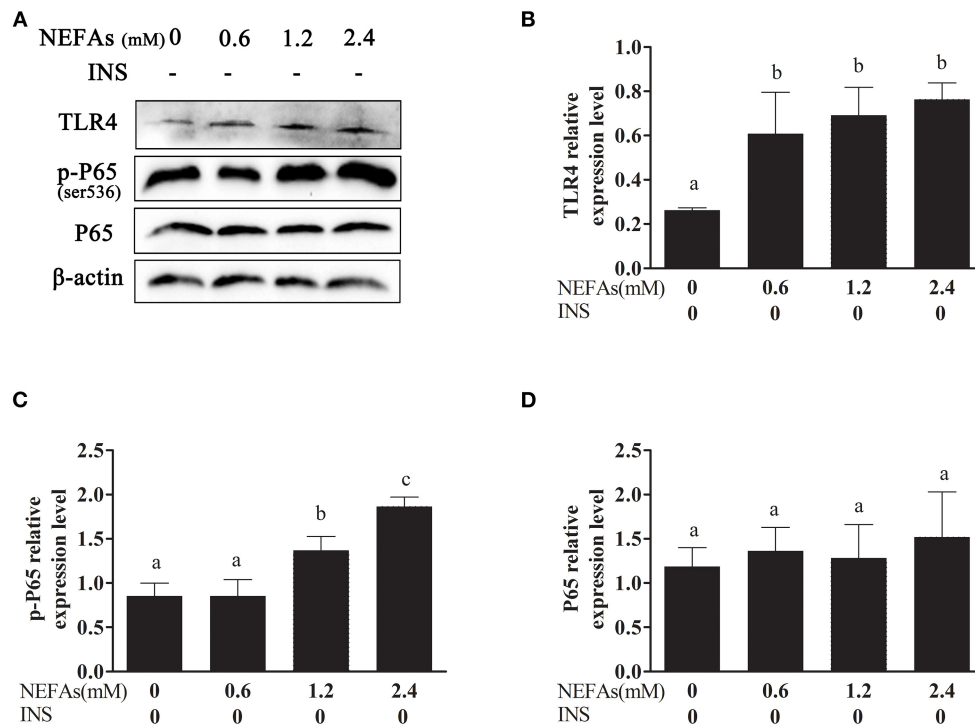 A
NEFAs (mM) 0 0.6 1.2 2.4
INS - - - -
TLR4
p-P65
(ser536)
P65
β-actin
B
TLR4 relative
expression level
1.0
0.8
0.6
0.4
0.2
0.0
a b b b
NEFAs(mM) 0 0.6 1.2 2.4
INS 0 0 0 0
C
p-P65 relative
expression level
2.5
2.0
1.5
1.0
0.5
0.0
a a b c
NEFAs(mM) 0 0.6 1.2 2.4
INS 0 0 0 0
D
P65 relative
expression level
2.5
2.0
1.5
1.0
0.5
0.0
a a a a
NEFAs(mM) 0 0.6 1.2 2.4
INS 0 0 0 0